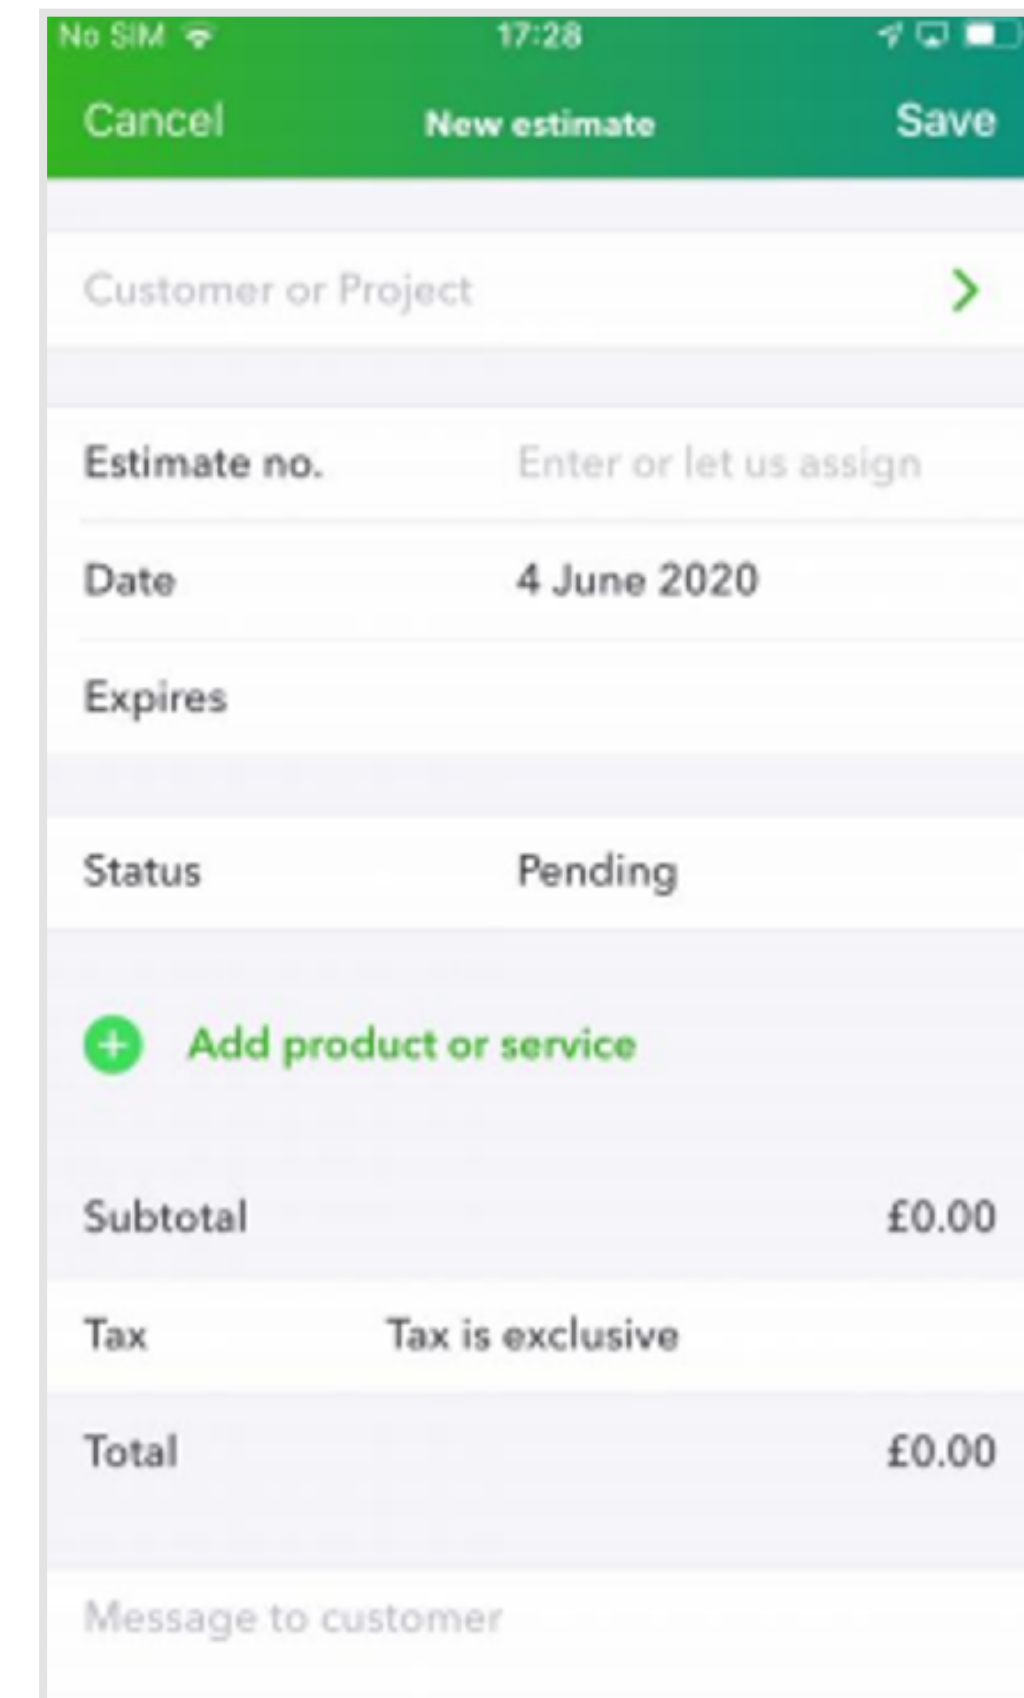 No SIM 17:28
Cancel New estimate Save
Customer or Project
Estimate no. Enter or let us assign
Date 4 June 2020
Expires
Status Pending
Add product or service
Subtotal £0.00
Tax Tax is exclusive
Total £0.00
Message to customer